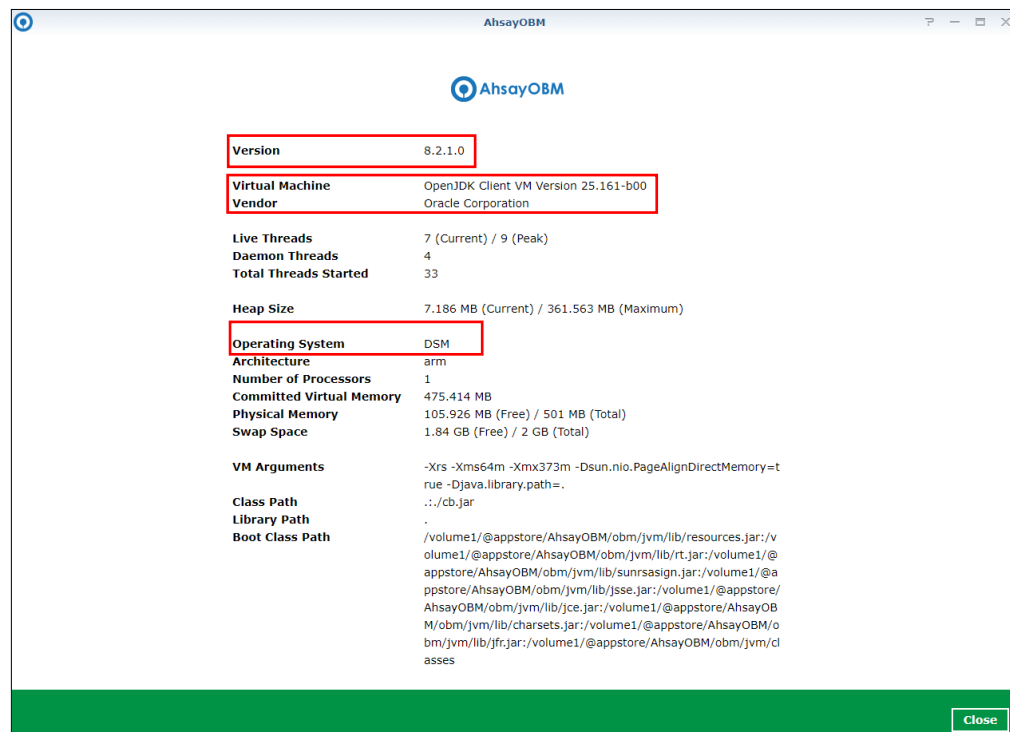 AhsayOBM
AhsayOBM
Version 8.2.1.0
Virtual Machine OpenJDK Client VM Version 25.161-b00
Vendor Oracle Corporation
Live Threads 7 (Current) / 9 (Peak)
Daemon Threads 4
Total Threads Started 33
Heap Size 7.186 MB (Current) / 361.563 MB (Maximum)
Operating System DSM
Architecture arm
Number of Processors 1
Committed Virtual Memory 475.414 MB
Physical Memory 105.926 MB (Free) / 501 MB (Total)
Swap Space 1.84 GB (Free) / 2 GB (Total)
VM Arguments -Xrs -Xms64m -Xmx373m -Dsun.nio.PageAlignDirectMemory=t
rue -Djava.library.path=.
Class Path .:./cb.jar
Library Path .
Boot Class Path /volume1/@appstore/AhsayOBM/obm/jvm/lib/resources.jar:/v
olume1/@appstore/AhsayOBM/obm/jvm/lib/rt.jar:/volume1/@
appstore/AhsayOBM/obm/jvm/lib/sunrsasign.jar:/volume1/@a
ppstore/AhsayOBM/obm/jvm/lib/jsse.jar:/volume1/@appstore/
AhsayOBM/obm/jvm/lib/jce.jar:/volume1/@appstore/AhsayOB
M/obm/jvm/lib/charsets.jar:/volume1/@appstore/AhsayOBM/o
bm/jvm/lib/jfr.jar:/volume1/@appstore/AhsayOBM/obm/jvm/cl
asses
Close